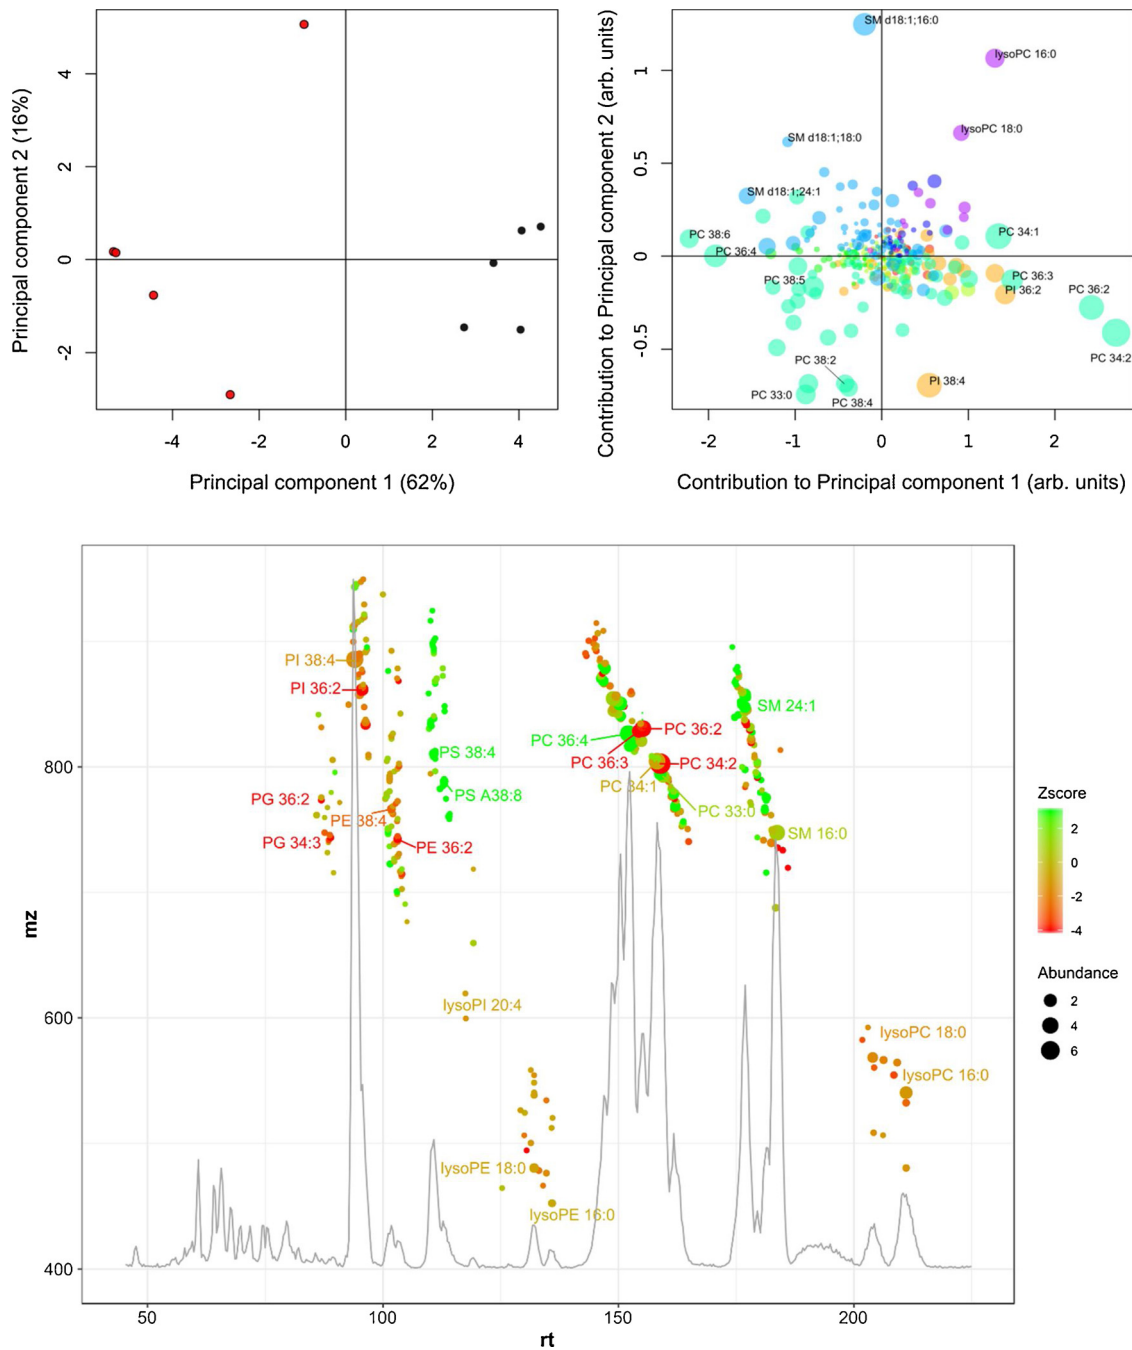 Principal component 2 (16%)
4
2
0
-2
-4
-2
0
2
4
Principal component 1 (62%)
Contribution to Principal component 2 (arb. units)
1
0.5
0
-0.5
SM d18:1;16:0
lysoPC 16:0
lysoPC 18:0
SM d18:1;18:0
SM d18:1;24:1
PC 38:6
PC 34:1
PC 36:4
PC 38:5
PC 36:3
PI 36:2
PC 36:2
PC 34:2
PC 38:2
PI 38:4
PC 33:0
PC 38:4
-2
-1
0
1
2
Contribution to Principal component 1 (arb. units)
mz
800
600
400
PI 38:4
PI 36:2
SM 24:1
PC 36:2
PC 36:4
PS 38:4
PC 36:3
PC 34:2
PC 34:1
PS A38:8
PG 36:2
PC 33:0
PE 38:4
SM 16:0
PG 34:3
PE 36:2
lysoPI 20:4
lysoPC 18:0
lysoPC 16:0
lysoPE 18:0
lysoPE 16:0
50
100
150
200
rt
Zscore
2
0
-2
-4
Abundance
2
4
6